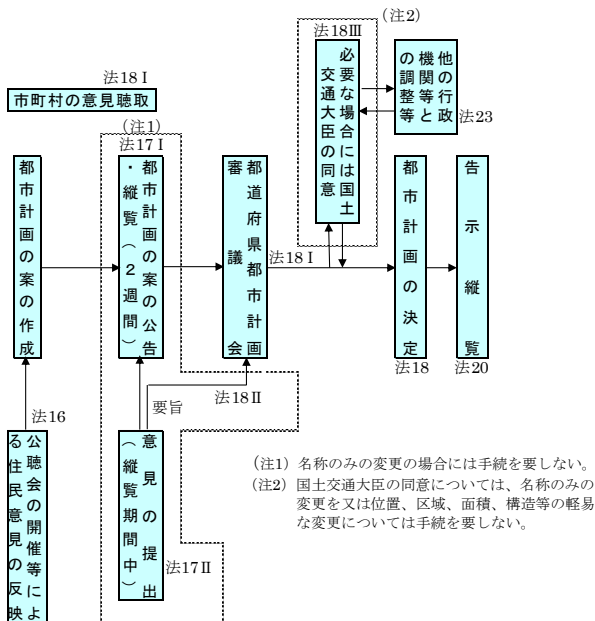 (注2)
法18Ⅲ
必要な場合には国土
交通大臣の同意
他の行政
機関等と
の調整等
法23
法18Ⅰ
市町村の意見聴取
(注1)
法17Ⅰ
都市計画の案の作成
都市計画の案の公告
・縦覧(2週間)
都道府県都市計画
審議会
法18Ⅰ
都市計画の決定
法18
告示縦覧
法20
法16
公聴会の開催等によ
る住民意見の反映
要旨
法18Ⅱ
意見の提出
(縦覧期間中)
法17Ⅱ
(注1) 名称のみの変更の場合には手続を要しない。
(注2) 国土交通大臣の同意については、名称のみの
変更を又は位置、区域、面積、構造等の軽易
な変更については手続を要しない。